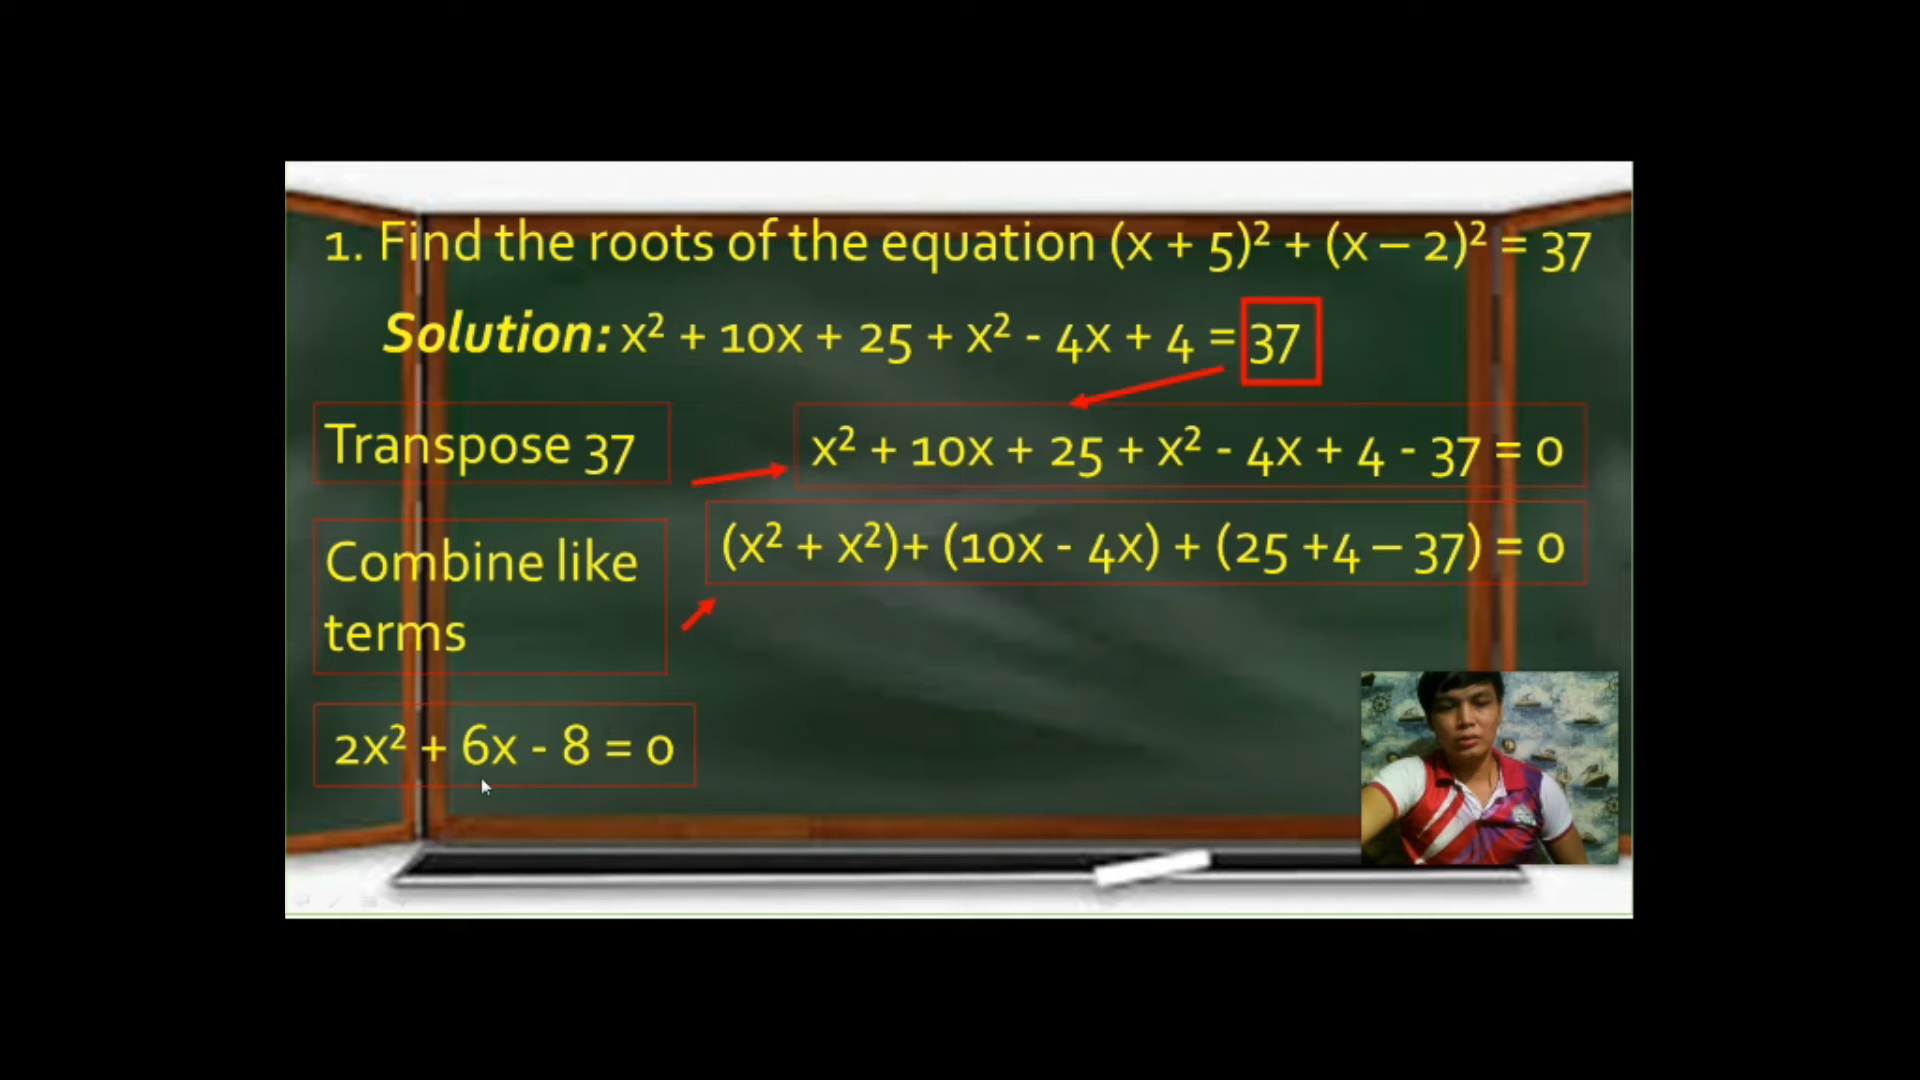 1. Find the roots of the equation (x + 5)² + (x – 2)² = 37
Solution: x² + 10x + 25 + x² - 4x + 4 = 37
Transpose 37
x² + 10x + 25 + x² - 4x + 4 - 37 = 0
(x² + x²)+ (10x - 4x) + (25 +4 – 37) = 0
Combine like
terms
2x² + 6x - 8 = 0